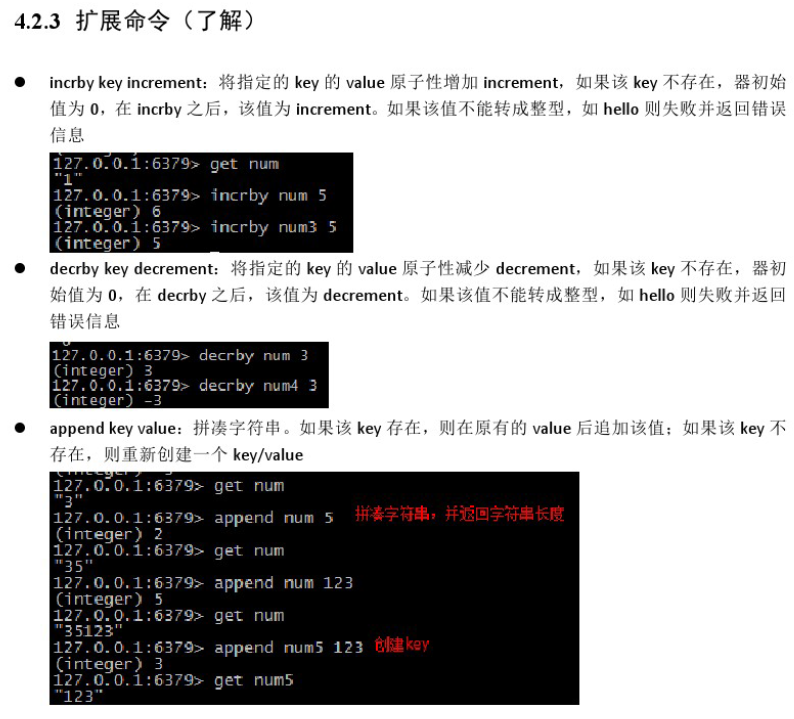 4.2.3 扩展命令（了解）
● incrby key increment：将指定的 key 的 value 原子性增加 increment，如果该 key 不存在，器初始
值为 0，在 incrby 之后，该值为 increment。如果该值不能转成整型，如 hello 则失败并返回错误
信息
127.0.0.1:6379> get num
"1"
127.0.0.1:6379> incrby num 5
(integer) 6
127.0.0.1:6379> incrby num3 5
(integer) 5
● decrby key decrement：将指定的 key 的 value 原子性减少 decrement，如果该 key 不存在，器初
始值为 0，在 decrby 之后，该值为 decrement。如果该值不能转成整型，如 hello 则失败并返回
错误信息
127.0.0.1:6379> decrby num 3
(integer) 3
127.0.0.1:6379> decrby num4 3
(integer) -3
● append key value：拼凑字符串。如果该 key 存在，则在原有的 value 后追加该值；如果该 key 不
存在，则重新创建一个 key/value
(integer) -3
127.0.0.1:6379> get num
"3"
127.0.0.1:6379> append num 5 拼凑字符串，并返回字符串长度
(integer) 2
127.0.0.1:6379> get num
"35"
127.0.0.1:6379> append num 123
(integer) 5
127.0.0.1:6379> get num
"35123"
127.0.0.1:6379> append num5 123 创建key
(integer) 3
127.0.0.1:6379> get num5
"123"